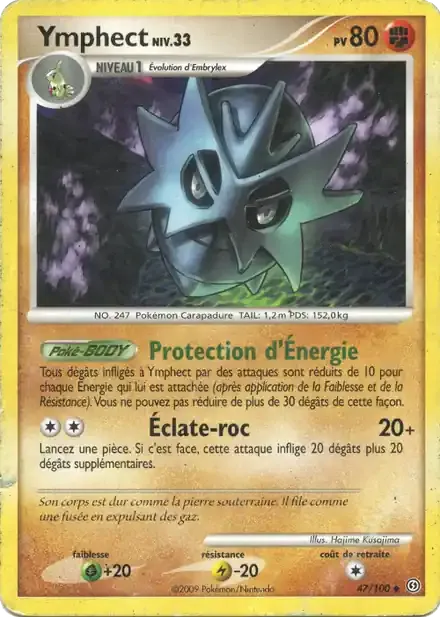 Ymphect NIV.33
PV 80
NIVEAU 1 Évolution d'Embrylex
NO. 247 Pokémon Carapadure TAIL: 1,2 m PDS: 152,0 kg
Poké-BODY Protection d'Énergie
Tous dégâts infligés à Ymphect par des attaques sont réduits de 10 pour
chaque Énergie qui lui est attachée (après application de la Faiblesse et de la
Résistance). Vous ne pouvez pas réduire de plus de 30 dégâts de cette façon.
Éclate-roc 20+
Lancez une pièce. Si c'est face, cette attaque inflige 20 dégâts plus 20
dégâts supplémentaires.
Son corps est dur comme la pierre souterraine. Il file comme
une fusée en expulsant des gaz.
Illus. Hajime Kusajima
faiblesse résistance coût de retraite
+20 -20
©2009 Pokémon/Nintendo 47/100